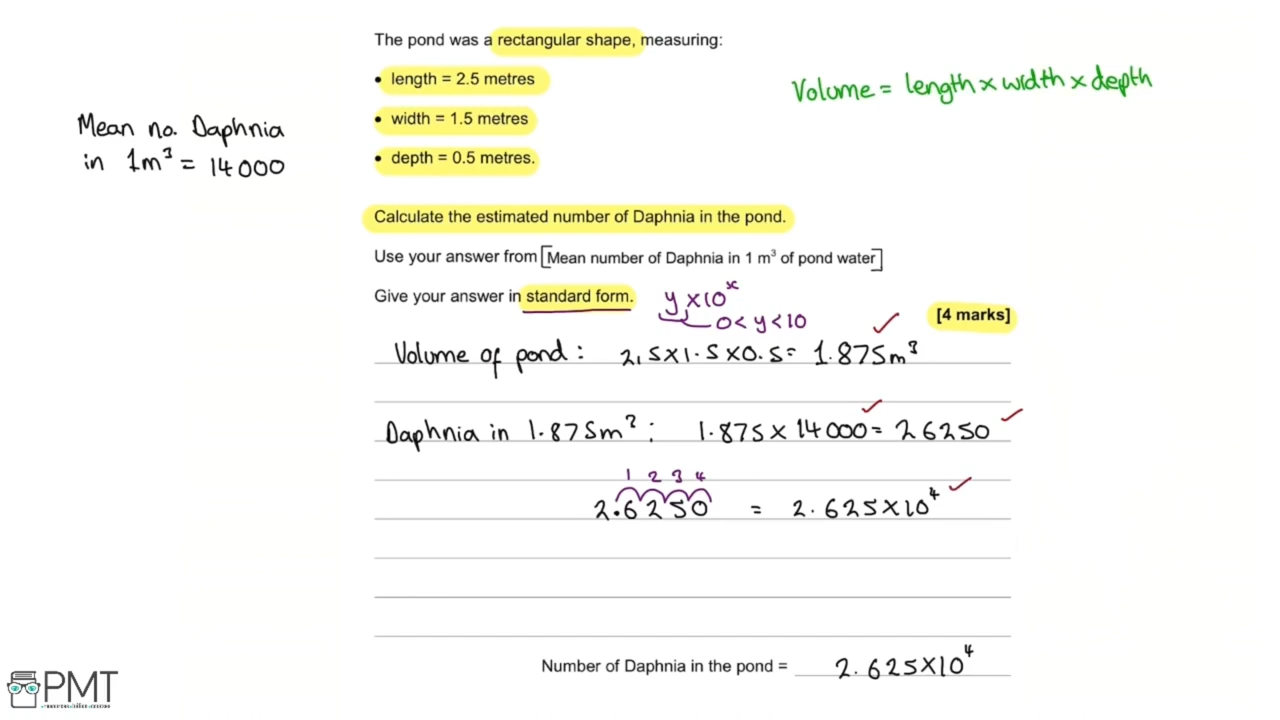 The pond was a rectangular shape, measuring:
• length = 2.5 metres
Volume = length x width x depth
• width = 1.5 metres
Mean no. Daphnia
in 1m³ = 14000
• depth = 0.5 metres.
Calculate the estimated number of Daphnia in the pond.
Use your answer from [Mean number of Daphnia in 1 m³ of pond water]
Give your answer in standard form.
y x10ˣ
0 < y < 10
[4 marks]
Volume of pond: 2.5 x 1.5 x 0.5 = 1.875m³
Daphnia in 1.875m³: 1.875 x 14000 = 26250
1 2 3 4
2.6250 = 2.625 x 10⁴
Number of Daphnia in the pond = 2.625 x 10⁴
PMT